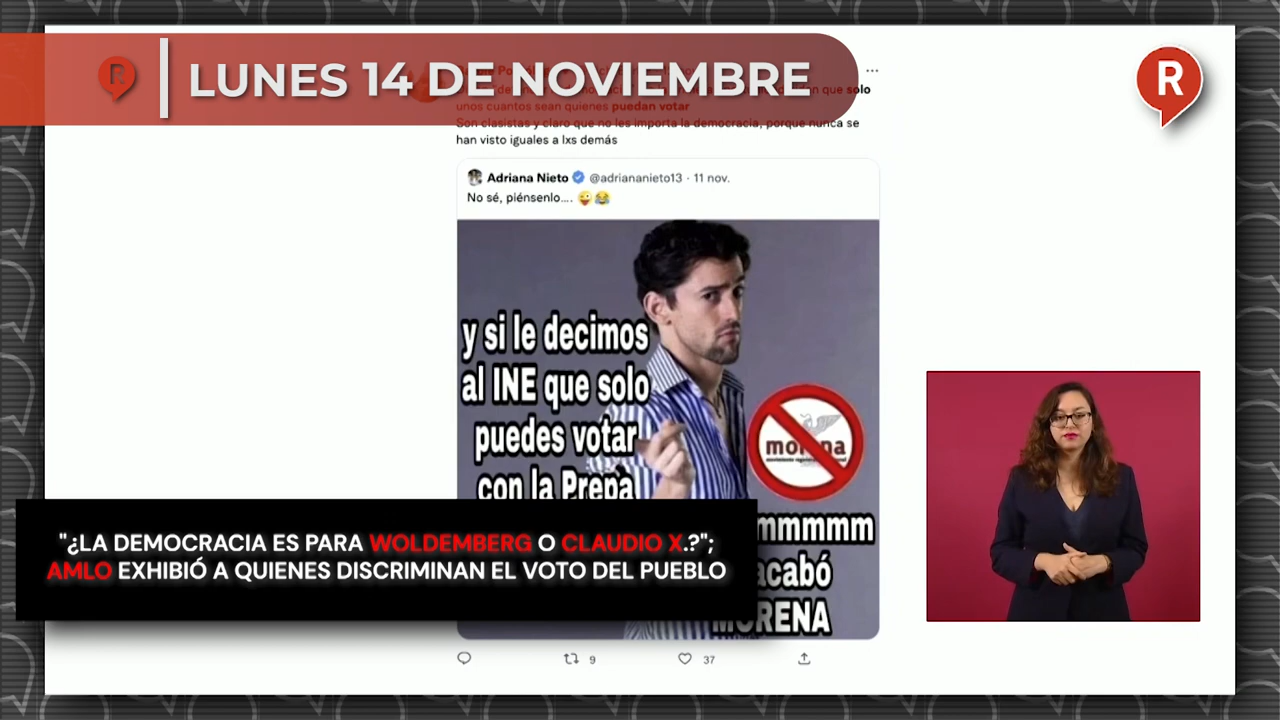 LUNES 14 DE NOVIEMBRE
R
que solo
unos cuantos sean quienes puedan votar
Son clasistas y claro que no les importa la democracia, porque nunca se
han visto iguales a lxs demás
Adriana Nieto @adriananieto13 · 11 nov.
No sé, piénsenlo.... 🤪😂
y si le decimos
al INE que solo
puedes votar
con la Prepa
morena
mmmmm
acabó
MORENA
"¿LA DEMOCRACIA ES PARA WOLDEMBERG O CLAUDIO X.?";
AMLO EXHIBIÓ A QUIENES DISCRIMINAN EL VOTO DEL PUEBLO
9
37